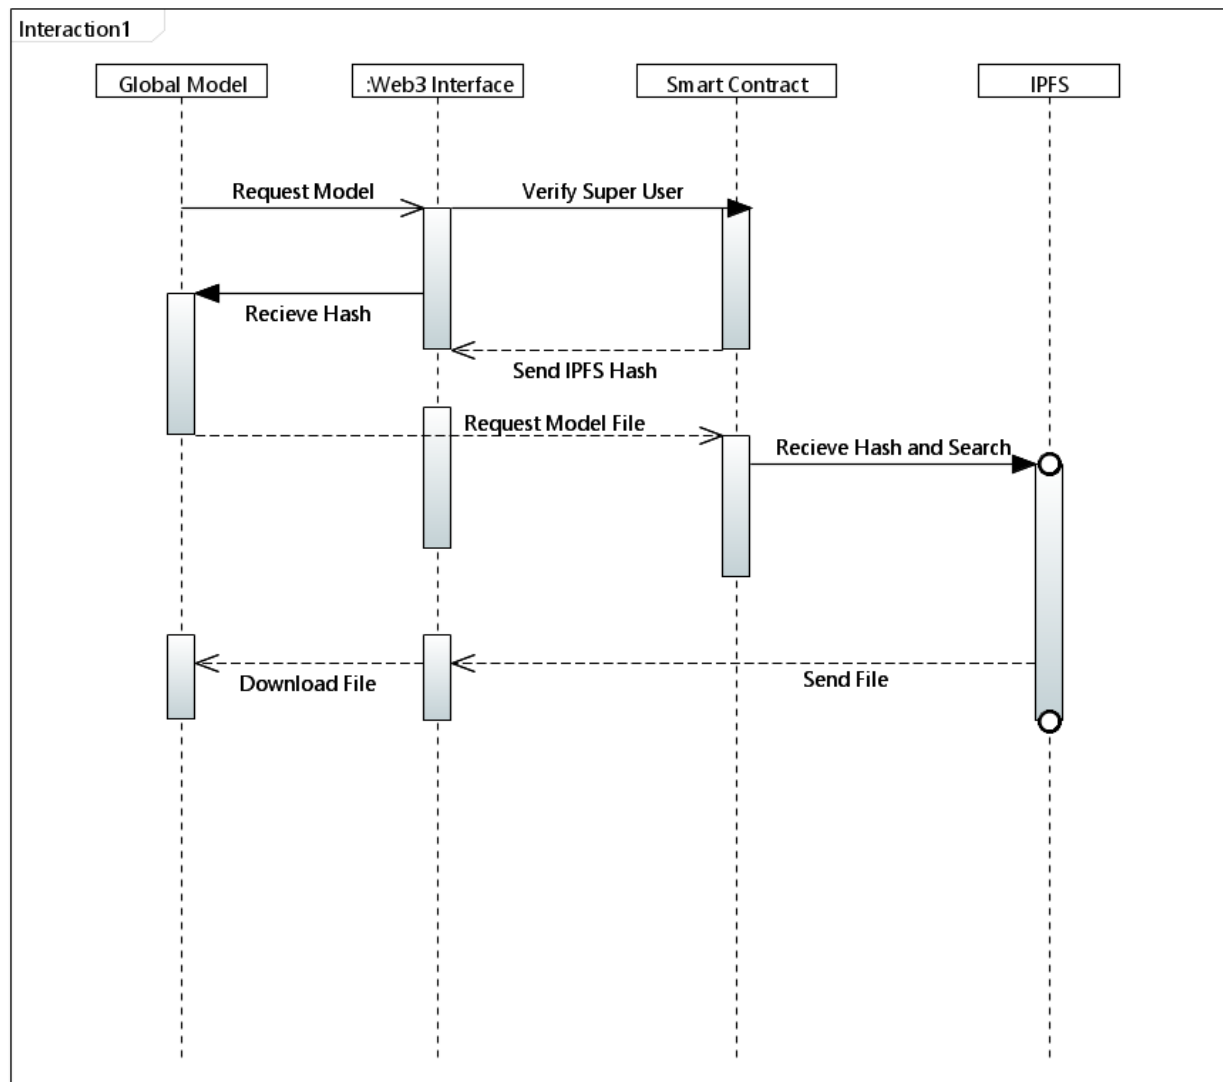 Interaction1
Global Model
:Web3 Interface
Smart Contract
IPFS
Request Model
Verify Super User
Recieve Hash
Send IPFS Hash
Request Model File
Recieve Hash and Search
Download File
Send File